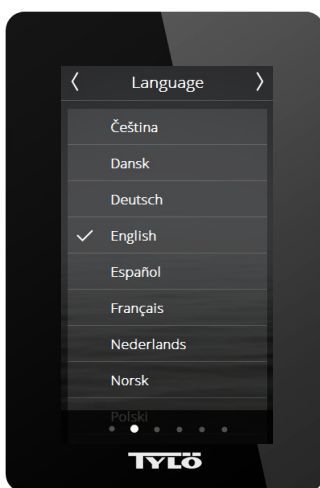 Language
Čeština
Dansk
Deutsch
English
Español
Français
Nederlands
Norsk
Polski
TYLÖ